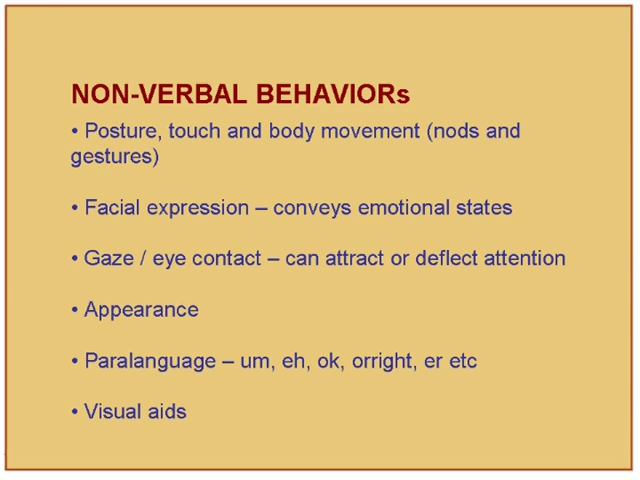 NON-VERBAL BEHAVIORs
• Posture, touch and body movement (nods and
gestures)
• Facial expression – conveys emotional states
• Gaze / eye contact – can attract or deflect attention
• Appearance
• Paralanguage – um, eh, ok, orright, er etc
• Visual aids